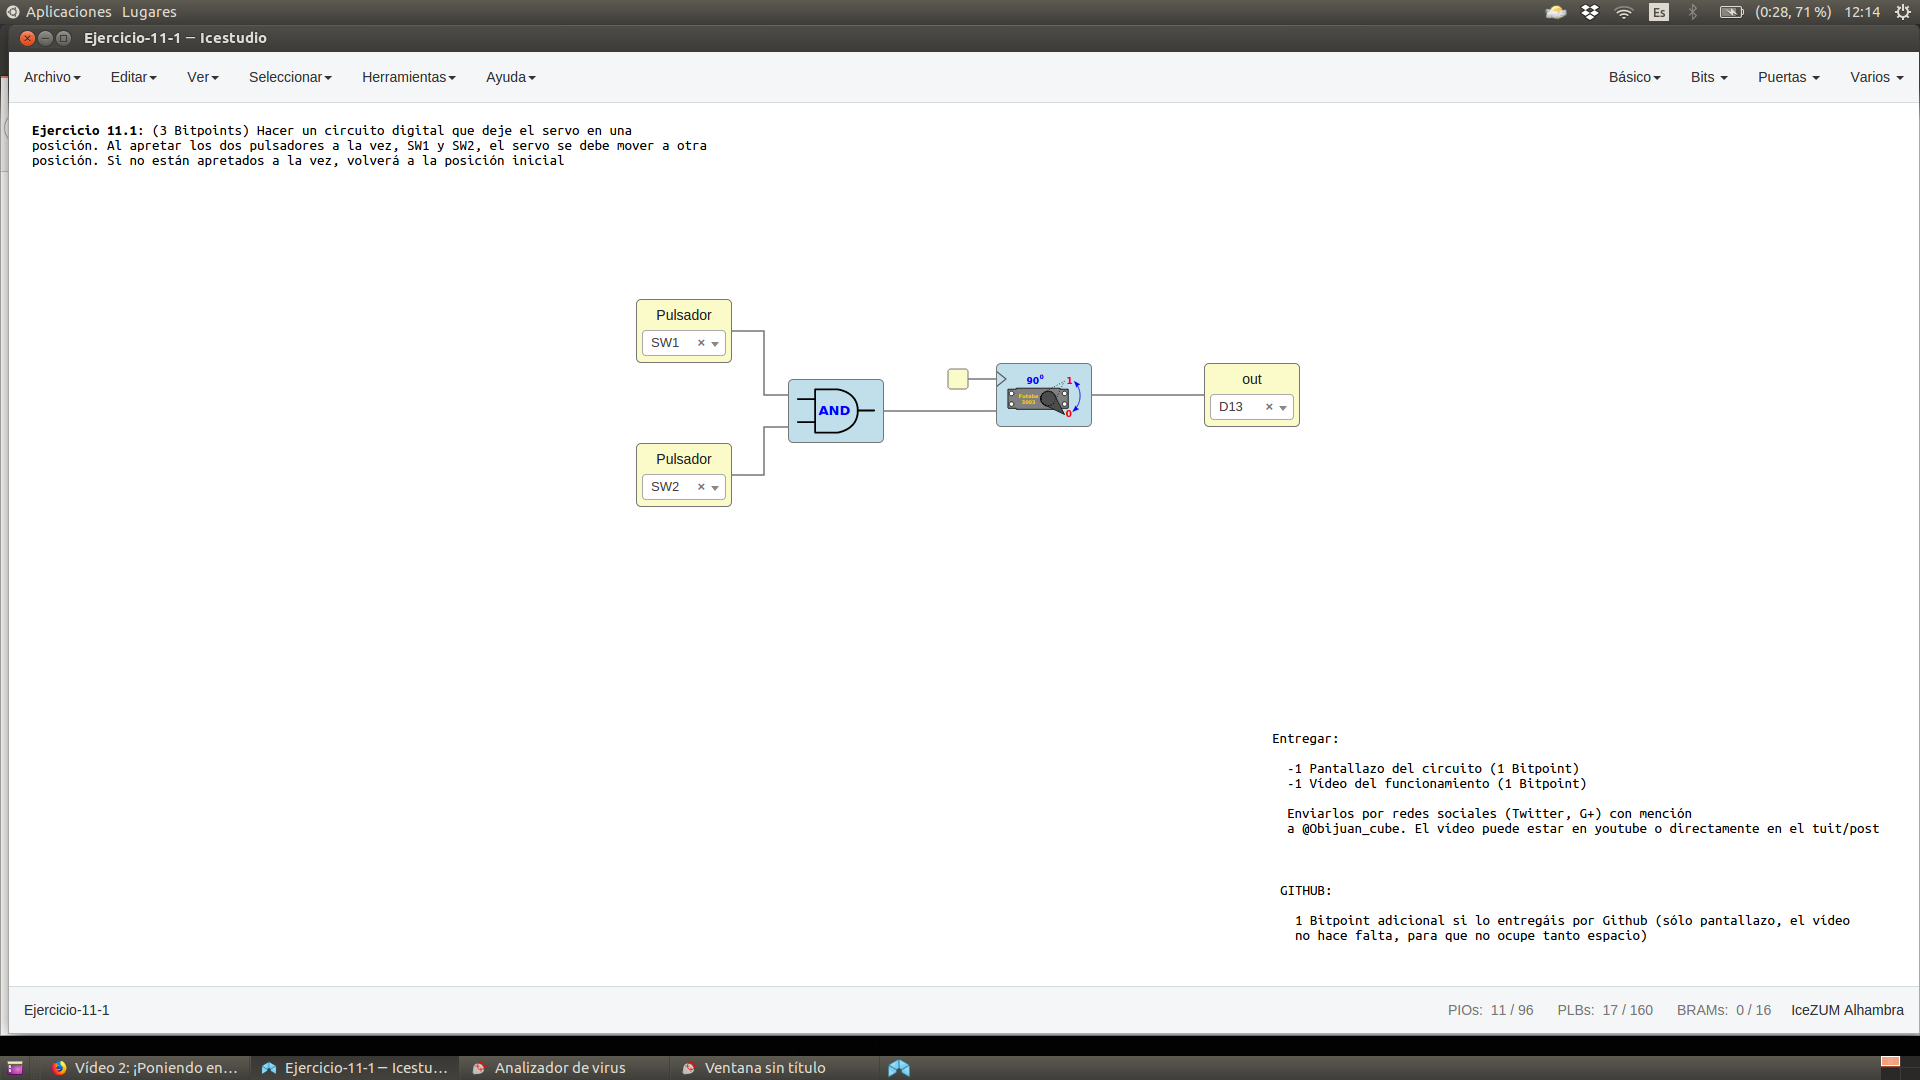 Aplicaciones Lugares
Es (0:28, 71 %) 12:14
Ejercicio-11-1 — Icestudio
Archivo Editar Ver Seleccionar Herramientas Ayuda Básico Bits Puertas Varios
Ejercicio 11.1: (3 Bitpoints) Hacer un circuito digital que deje el servo en una
posición. Al apretar los dos pulsadores a la vez, SW1 y SW2, el servo se debe mover a otra
posición. Si no están apretados a la vez, volverá a la posición inicial
Pulsador
SW1 ×
AND
Pulsador
SW2 ×
90º 1
Futaba
3003
0
out
D13 ×
Entregar:
-1 Pantallazo del circuito (1 Bitpoint)
-1 Vídeo del funcionamiento (1 Bitpoint)
Enviarlos por redes sociales (Twitter, G+) con mención
a @Obijuan_cube. El vídeo puede estar en youtube o directamente en el tuit/post
GITHUB:
1 Bitpoint adicional si lo entregáis por Github (sólo pantallazo, el vídeo
no hace falta, para que no ocupe tanto espacio)
Ejercicio-11-1 PIOs: 11 / 96 PLBs: 17 / 160 BRAMs: 0 / 16 IceZUM Alhambra
Vídeo 2: ¡Poniendo en… Ejercicio-11-1 — Icestu… Analizador de virus Ventana sin título